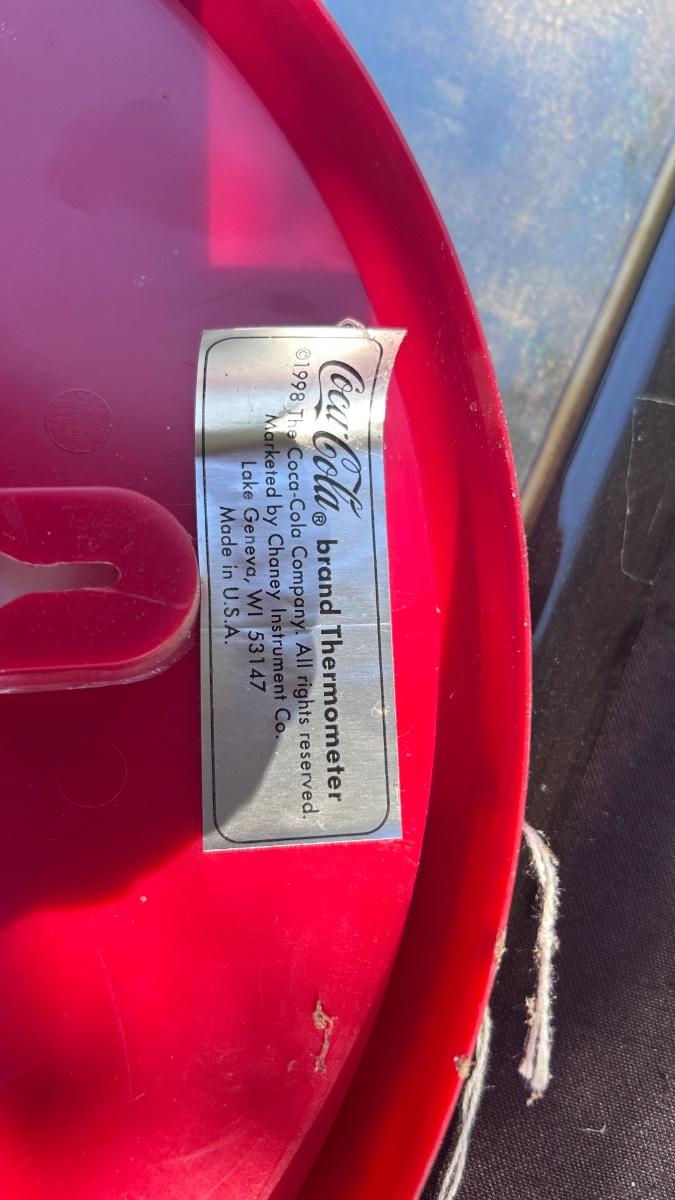 Coca-Cola® brand Thermometer
©1998 The Coca-Cola Company. All rights reserved.
Marketed by Chaney Instrument Co.
Lake Geneva, WI 53147
Made in U.S.A.